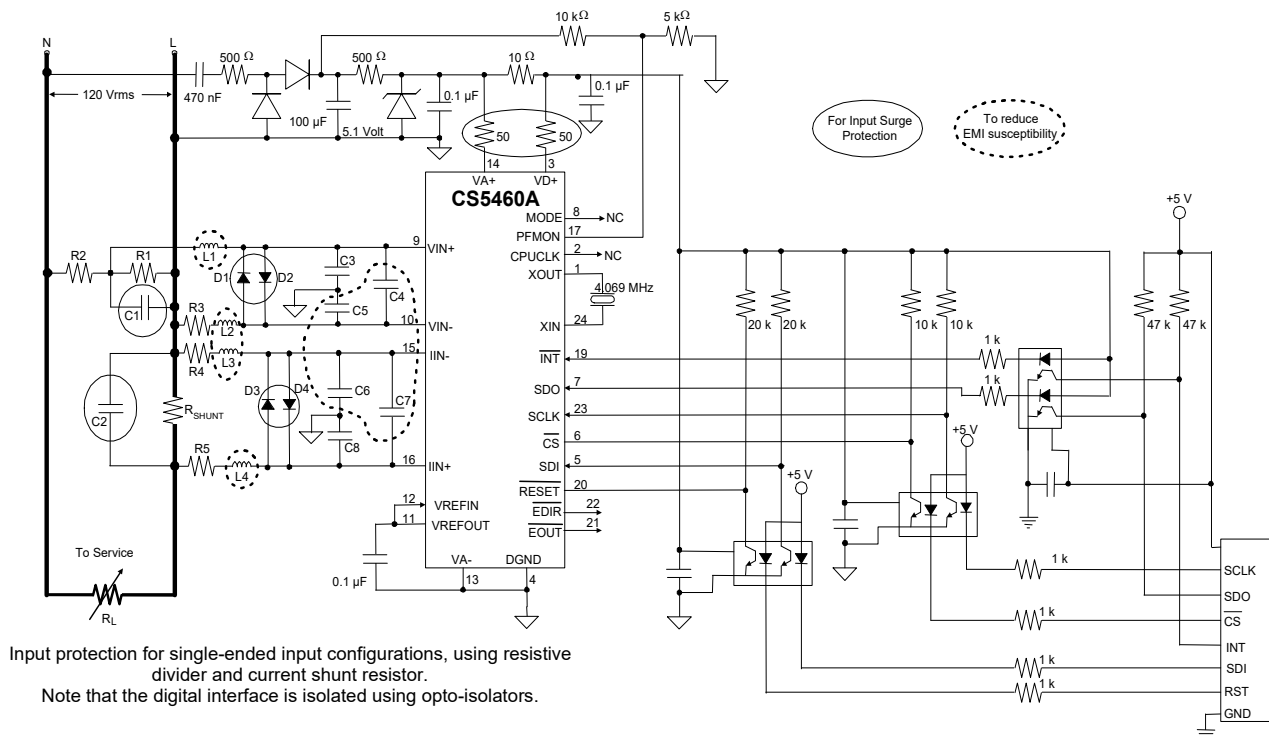 10 kΩ
5 kΩ
N
L
500 Ω
500 Ω
10 Ω
120 Vrms
470 nF
100 µF
0.1 µF
0.1 µF
5.1 Volt
50
50
For Input Surge
Protection
To reduce
EMI susceptibility
14
3
VA+
VD+
CS5460A
+5 V
MODE
8
NC
PFMON
17
CPUCLK
2
NC
XOUT
1
4.069 MHz
XIN
24
9
VIN+
L1
R2
R1
D1
D2
C3
C4
C5
C1
R3
L2
10
VIN-
15
IIN-
R4
L3
D3
D4
C6
C7
C2
RSHUNT
C8
R5
L4
16
IIN+
20 k
20 k
10 k
10 k
47 k
47 k
INT
19
1 k
SDO
7
1 k
SCLK
23
CS
6
+5 V
SDI
5
+5 V
RESET
20
EDIR
22
EOUT
21
12
VREFIN
11
VREFOUT
VA-
DGND
13
4
0.1 µF
To Service
RL
1 k
SCLK
SDO
1 k
CS
INT
1 k
SDI
1 k
RST
GND
Input protection for single-ended input configurations, using resistive
divider and current shunt resistor.
Note that the digital interface is isolated using opto-isolators.